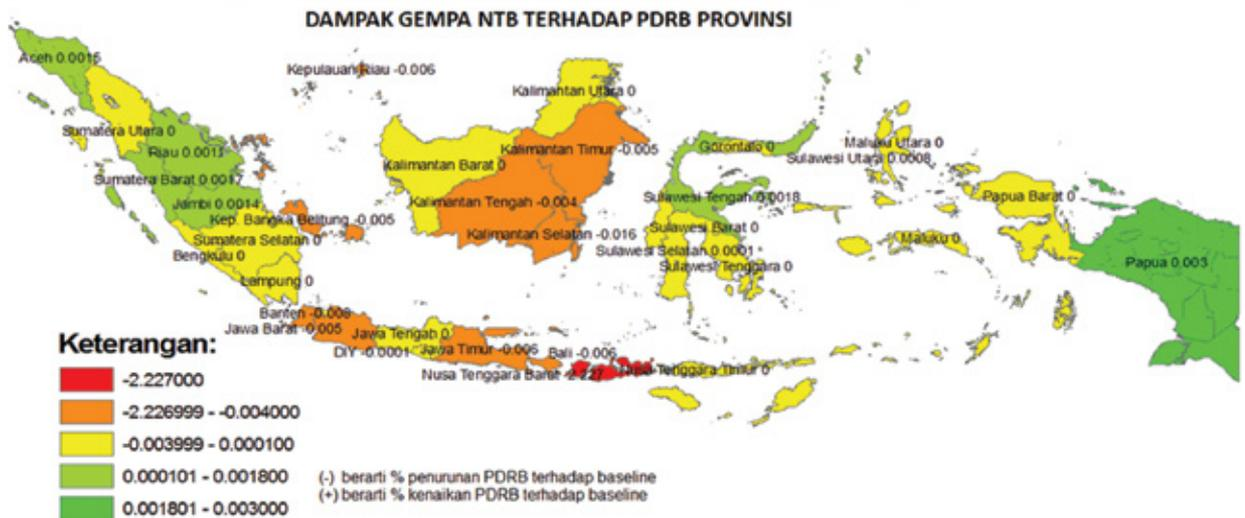 DAMPAK GEMPA NTB TERHADAP PDRB PROVINSI
Aceh 0.0015
Kepulauan Riau -0.006
Kalimantan Utara 0
Sumatera Utara 0
Riau 0.0011
Kalimantan Barat 0
Kalimantan Timur -0.005
Gorontalo 0
Maluku Utara 0
Sulawesi Utara 0.0008
Sumatera Barat 0.0017
Jambi 0.0014
Kalimantan Tengah -0.004
Sulawesi Tengah 0.0018
Papua Barat 0
Kep. Bangka Belitung -0.005
Kalimantan Selatan -0.016
Sulawesi Barat 0
Sumatera Selatan 0
Maluku 0
Bengkulu 0
Sulawesi Selatan 0.0001
Sulawesi Tenggara 0
Papua 0.003
Lampung 0
Banten -0.008
Jawa Barat -0.005
Jawa Tengah 0
DIY -0.0001
Jawa Timur -0.006
Bali -0.006
Nusa Tenggara Barat -2.227
Nusa Tenggara Timur 0
Keterangan:
-2.227000
-2.226999 - -0.004000
-0.003999 - 0.000100
0.000101 - 0.001800
0.001801 - 0.003000
(-) berarti % penurunan PDRB terhadap baseline
(+) berarti % kenaikan PDRB terhadap baseline